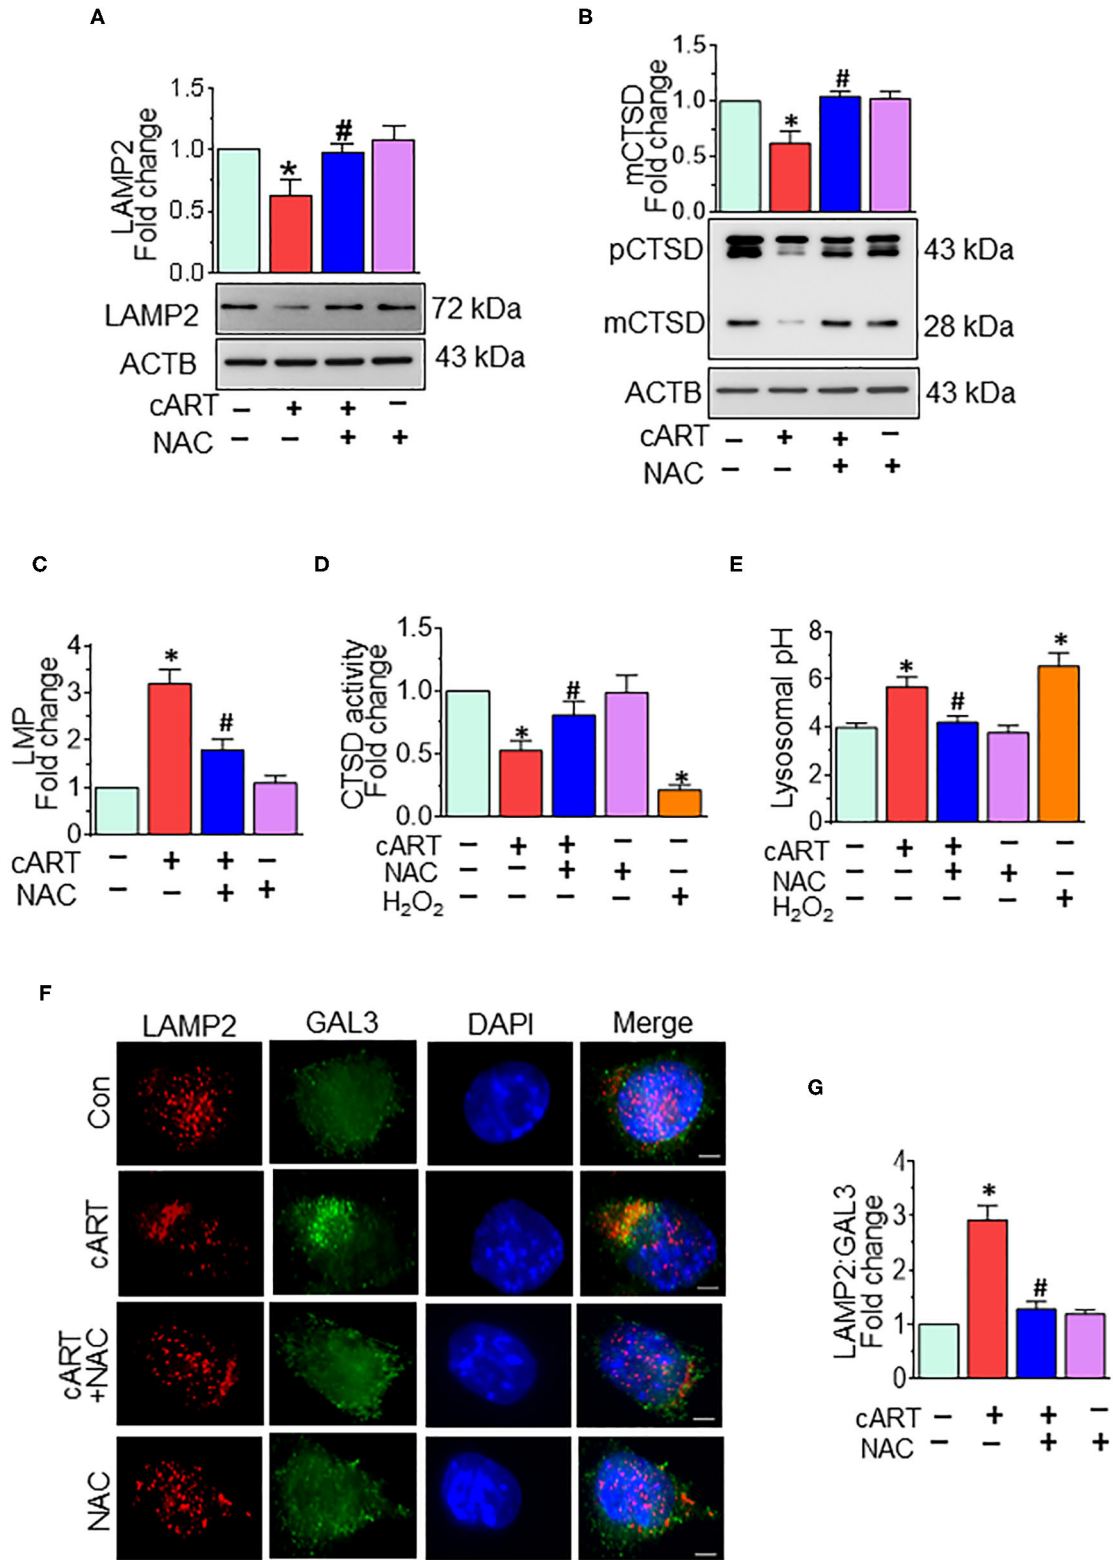 A
LAMP2
Fold change
1.5
1.0
0.5
0.0
*
#
LAMP2
72 kDa
ACTB
43 kDa
cART − + + −
NAC − − + +
B
mCTSD
Fold change
1.5
1.0
0.5
0.0
*
#
pCTSD
43 kDa
mCTSD
28 kDa
ACTB
43 kDa
cART − + + −
NAC − − + +
C
LMP
Fold change
4
3
2
1
0
*
#
cART − + + −
NAC − − + +
D
CTSD activity
Fold change
1.5
1.0
0.5
0.0
*
#
*
cART − + + − −
NAC − − + + −
H₂O₂ − − − − +
E
Lysosomal pH
8
6
4
2
0
*
#
*
cART − + + − −
NAC − − + + −
H₂O₂ − − − − +
F
LAMP2 GAL3 DAPI Merge
Con
cART
cART
+NAC
NAC
G
LAMP2:GAL3
Fold change
4
3
2
1
0
*
#
cART − + + −
NAC − − + +